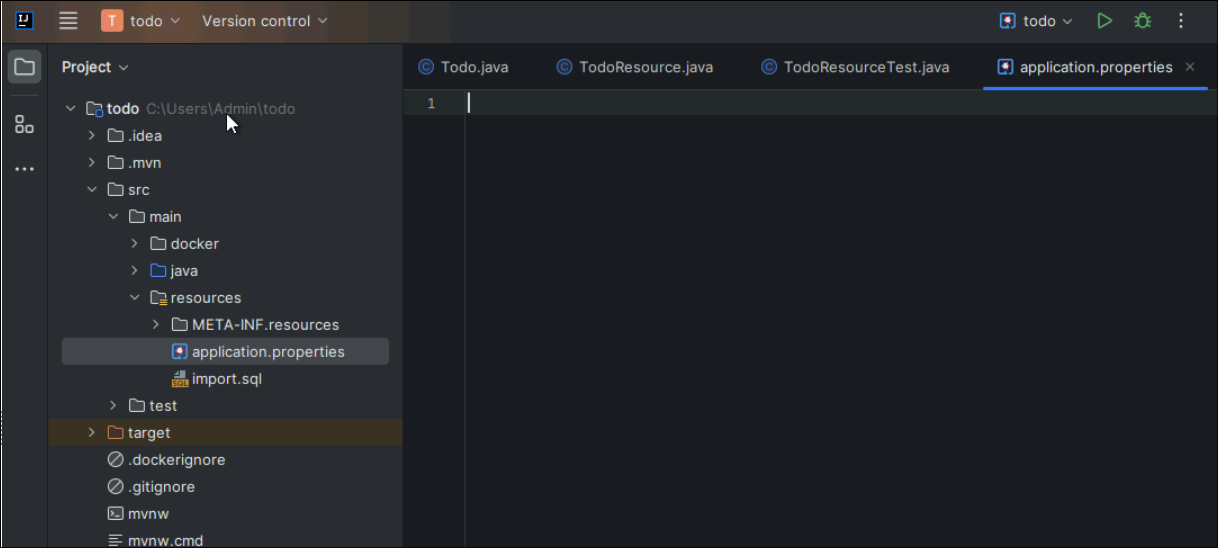 IJ T todo Version control todo
Project Todo.java TodoResource.java TodoResourceTest.java application.properties
1
todo C:\Users\Admin\todo
.idea
.mvn
src
main
docker
java
resources
META-INF.resources
application.properties
SQL import.sql
test
target
.dockerignore
.gitignore
mvnw
mvnw.cmd